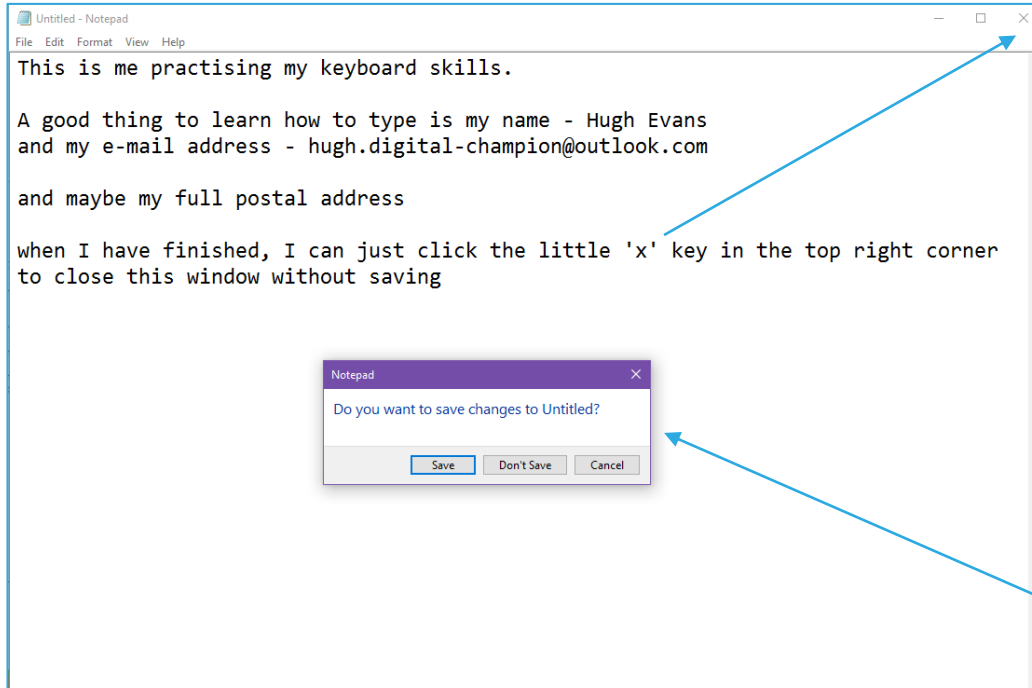 Untitled - Notepad
File Edit Format View Help
This is me practising my keyboard skills.
A good thing to learn how to type is my name - Hugh Evans
and my e-mail address - hugh.digital-champion@outlook.com
and maybe my full postal address
when I have finished, I can just click the little 'x' key in the top right corner
to close this window without saving
Notepad
Do you want to save changes to Untitled?
Save Don't Save Cancel